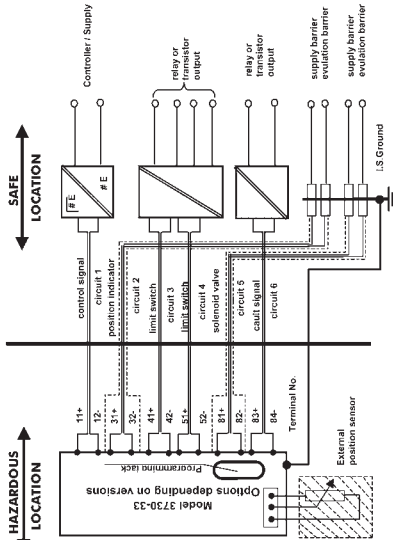 SAFE
LOCATION
HAZARDOUS
LOCATION
Controller / Supply
relay or
transistor
output
relay or
transistor
output
supply barrier
evulation barrier
supply barrier
evulation barrier
#E
#E
I.S.Ground
control signal
circuit 1
position indicator
circuit 2
limit switch
circuit 3
limit switch
circuit 4
solenoid valve
circuit 5
cault signal
circuit 6
11+
12-
31+
32-
41+
42-
51+
52-
81+
82-
83+
84-
Terminal No.
Programming jack
Model 3730-33
Options depending on versions
External
position sensor